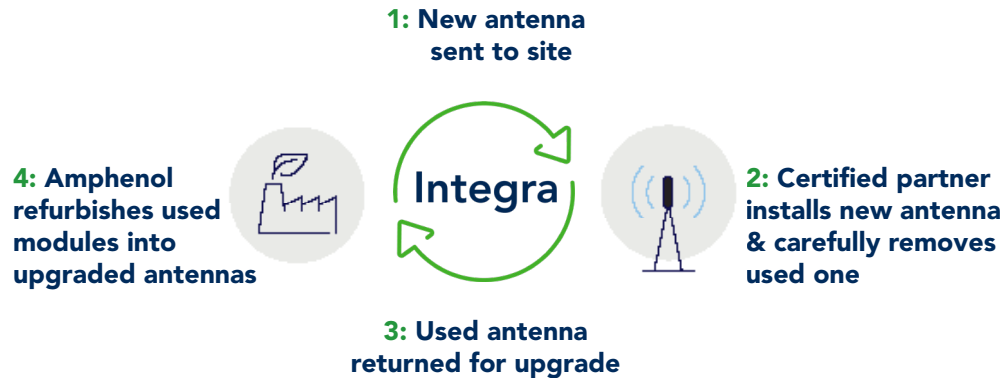 1: New antenna
sent to site
Integra
4: Amphenol
refurbishes used
modules into
upgraded antennas
2: Certified partner
installs new antenna
& carefully removes
used one
3: Used antenna
returned for upgrade